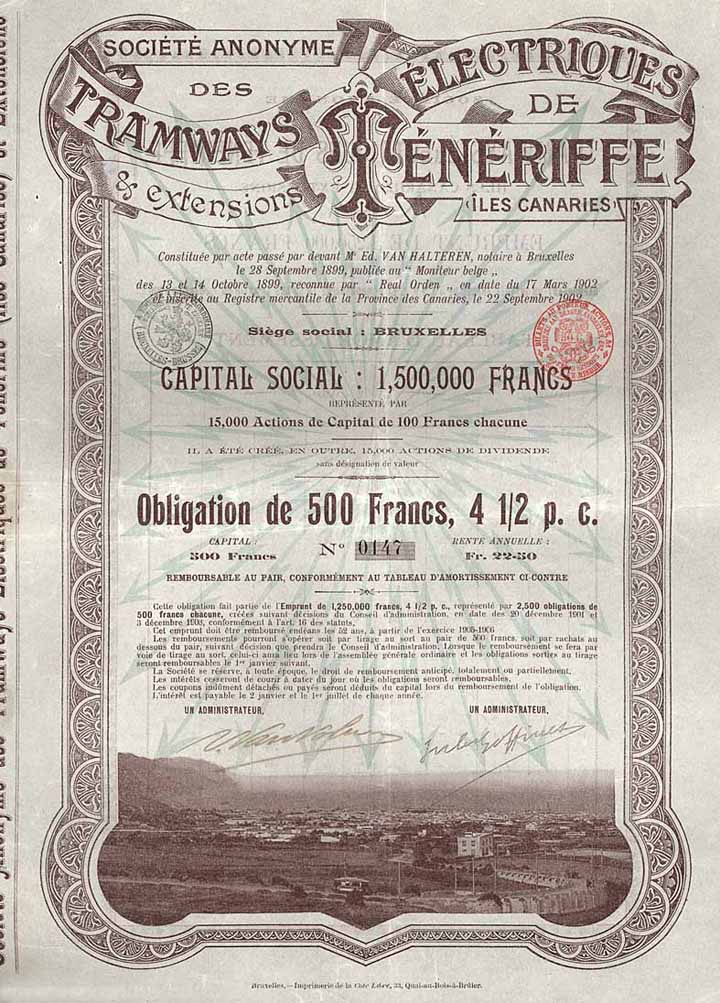 SOCIÉTÉ ANONYME
DES
TRAMWAYS
& extensions
ÉLECTRIQUES
DE
TÉNÉRIFFE
(ÎLES CANARIES)
Constituée par acte passé par devant Me Ed. VAN HALTEREN, notaire à Bruxelles
le 28 Septembre 1899, publiée au " Moniteur belge „
des 13 et 14 Octobre 1899, reconnue par " Real Orden „ en date du 17 Mars 1902
et inscrite au Registre mercantile de la Province des Canaries, le 22 Septembre 1902
Siège social : BRUXELLES
CAPITAL SOCIAL : 1,500,000 FRANCS
REPRÉSENTÉ PAR
15,000 Actions de Capital de 100 Francs chacune
IL A ÉTÉ CRÉÉ, EN OUTRE, 15,000 ACTIONS DE DIVIDENDE
sans désignation de valeur
Obligation de 500 Francs, 4 1/2 p. c.
CAPITAL :
500 Francs
No 0147
RENTE ANNUELLE :
Fr. 22-50
REMBOURSABLE AU PAIR, CONFORMÉMENT AU TABLEAU D'AMORTISSEMENT CI-CONTRE
Cette obligation fait partie de l'Emprunt de 1,250,000 francs, 4 1/2 p. c., représenté par 2,500 obligations de
500 francs chacune, créées suivant décisions du Conseil d'administration, en date des 20 décembre 1901 et
3 décembre 1903, conformément à l'art. 16 des statuts.
Cet emprunt doit être remboursé endéans les 52 ans, à partir de l'exercice 1905-1906.
Les remboursements pourront s'opérer soit par tirage au sort au pair de 500 francs, soit par rachats au
dessous du pair, suivant décision que prendra le Conseil d'administration. Lorsque le remboursement se fera par
voie de tirage au sort, celui-ci aura lieu lors de l'assemblée générale ordinaire et les obligations sorties au tirage
seront remboursables le 1er janvier suivant.
La Société se réserve, à toute époque, le droit de remboursement anticipé, totalement ou partiellement.
Les intérêts cesseront de courir à dater du jour où les obligations seront remboursables.
Les coupons indûment détachés ou payés seront déduits du capital lors du remboursement de l'obligation.
L'intérêt est payable le 2 janvier et le 1er juillet de chaque année.
UN ADMINISTRATEUR,
UN ADMINISTRATEUR,
Bruxelles. — Imprimerie de la Cote Libre, 33, Quai-au-Bois-à-Brûler.